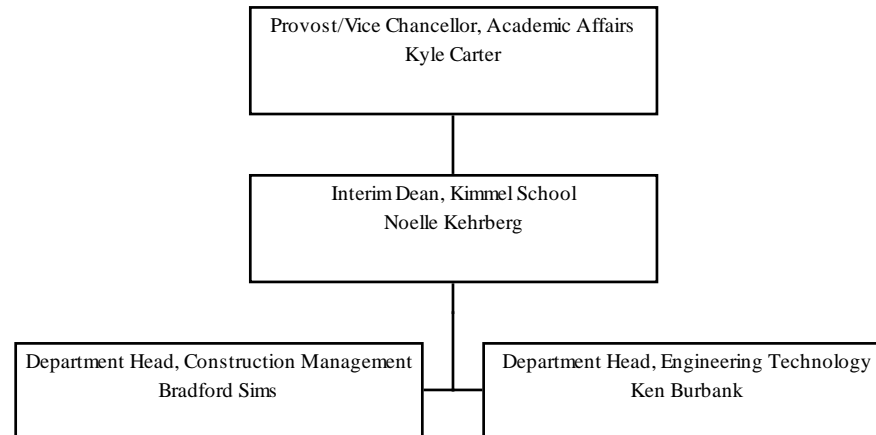 Provost/Vice Chancellor, Academic Affairs
Kyle Carter
Interim Dean, Kimmel School
Noelle Kehrberg
Department Head, Construction Management
Bradford Sims
Department Head, Engineering Technology
Ken Burbank